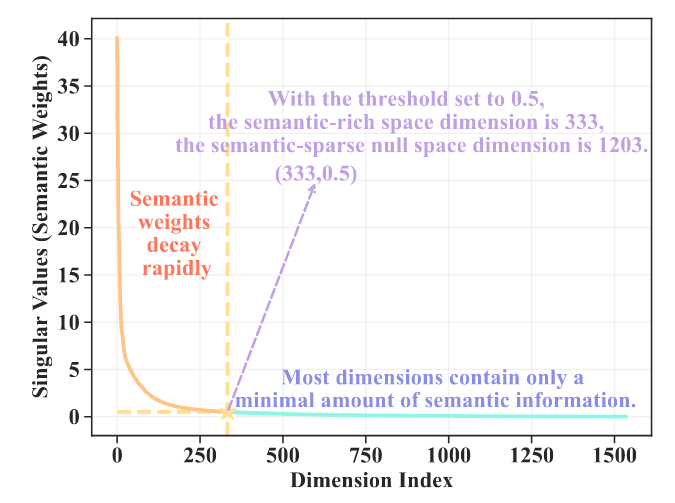 40
35
30
25
20
15
10
5
0
Singular Values (Semantic Weights)
With the threshold set to 0.5,
the semantic-rich space dimension is 333,
the semantic-sparse null space dimension is 1203.
(333,0.5)
Semantic
weights
decay
rapidly
Most dimensions contain only a
minimal amount of semantic information.
0 250 500 750 1000 1250 1500
Dimension Index